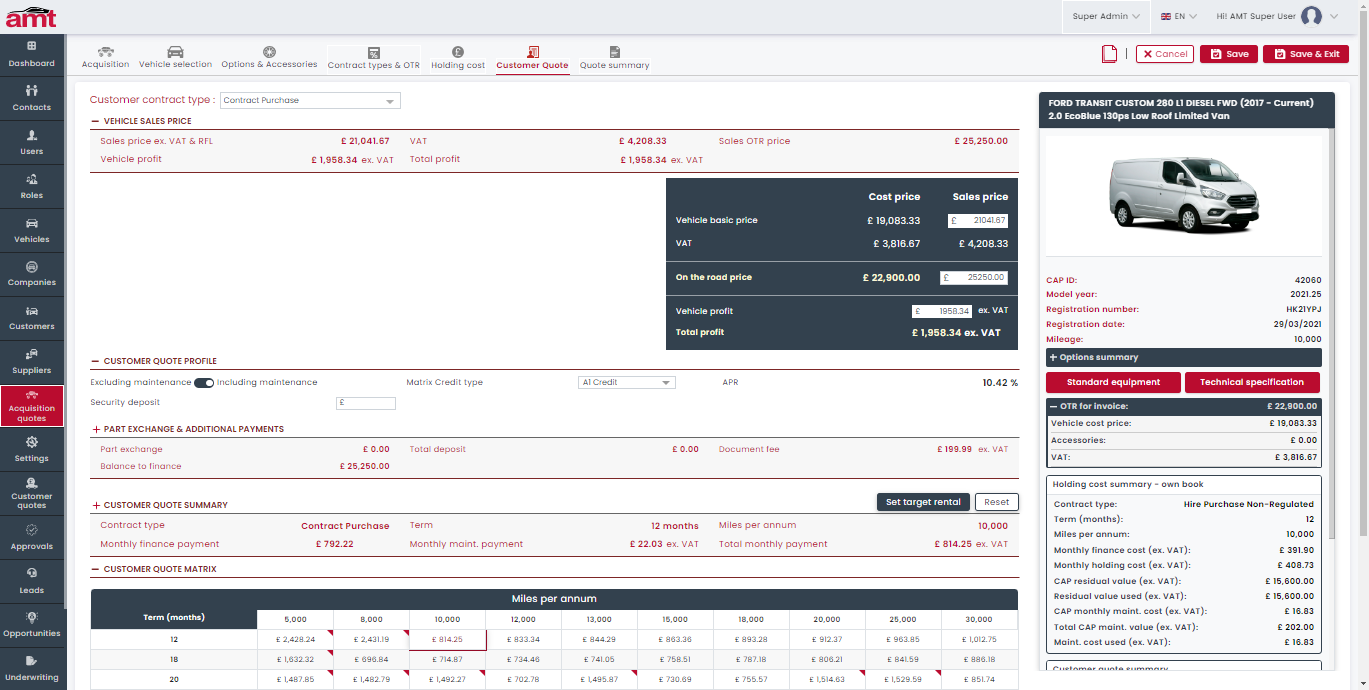 amt
Super Admin
EN
Hi! AMT Super User
Dashboard
Contacts
Users
Roles
Vehicles
Companies
Customers
Suppliers
Acquisition quotes
Settings
Customer quotes
Approvals
Leads
Opportunities
Underwriting
Acquisition Vehicle selection Options & Accessories Contract types & OTR Holding cost Customer Quote Quote summary
Cancel Save Save & Exit
Customer contract type : Contract Purchase
VEHICLE SALES PRICE
Sales price ex. VAT & RFL £ 21,041.67 VAT £ 4,208.33 Sales OTR price £ 25,250.00
Vehicle profit £ 1,958.34 ex. VAT Total profit £ 1,958.34 ex. VAT
Cost price Sales price
Vehicle basic price £ 19,083.33 £ 21041.67
VAT £ 3,816.67 £ 4,208.33
On the road price £ 22,900.00 £ 25250.00
Vehicle profit £ 1958.34 ex. VAT
Total profit £ 1,958.34 ex. VAT
CUSTOMER QUOTE PROFILE
Excluding maintenance Including maintenance Matrix Credit type A1 Credit APR 10.42 %
Security deposit £
PART EXCHANGE & ADDITIONAL PAYMENTS
Part exchange £ 0.00 Total deposit £ 0.00 Document fee £ 199.99 ex. VAT
Balance to finance £ 25,250.00
CUSTOMER QUOTE SUMMARY Set target rental Reset
Contract type Contract Purchase Term 12 months Miles per annum 10,000
Monthly finance payment £ 792.22 Monthly maint. payment £ 22.03 ex. VAT Total monthly payment £ 814.25 ex. VAT
CUSTOMER QUOTE MATRIX
Miles per annum
Term (months) 5,000 8,000 10,000 12,000 13,000 15,000 18,000 20,000 25,000 30,000
12 £ 2,428.24 £ 2,431.19 £ 814.25 £ 833.34 £ 844.29 £ 863.36 £ 893.28 £ 912.37 £ 963.85 £ 1,012.75
18 £ 1,632.32 £ 696.84 £ 714.87 £ 734.46 £ 741.05 £ 758.51 £ 787.18 £ 806.21 £ 841.59 £ 886.18
20 £ 1,487.85 £ 1,482.79 £ 1,492.27 £ 702.78 £ 1,495.87 £ 730.69 £ 755.57 £ 1,514.63 £ 1,529.59 £ 851.74
FORD TRANSIT CUSTOM 280 L1 DIESEL FWD (2017 - Current)
2.0 EcoBlue 130ps Low Roof Limited Van
CAP ID: 42060
Model year: 2021.25
Registration number: HK21YPJ
Registration date: 29/03/2021
Mileage: 10,000
Options summary
Standard equipment Technical specification
OTR for invoice: £ 22,900.00
Vehicle cost price: £ 19,083.33
Accessories: £ 0.00
VAT: £ 3,816.67
Holding cost summary - own book
Contract type: Hire Purchase Non-Regulated
Term (months): 12
Miles per annum: 10,000
Monthly finance cost (ex. VAT): £ 391.90
Monthly holding cost (ex. VAT): £ 408.73
CAP residual value (ex. VAT): £ 15,600.00
Residual value used (ex. VAT): £ 15,600.00
CAP monthly maint. cost (ex. VAT): £ 16.83
Total CAP maint. value (ex. VAT): £ 202.00
Maint. cost used (ex. VAT): £ 16.83
Customer quote summary